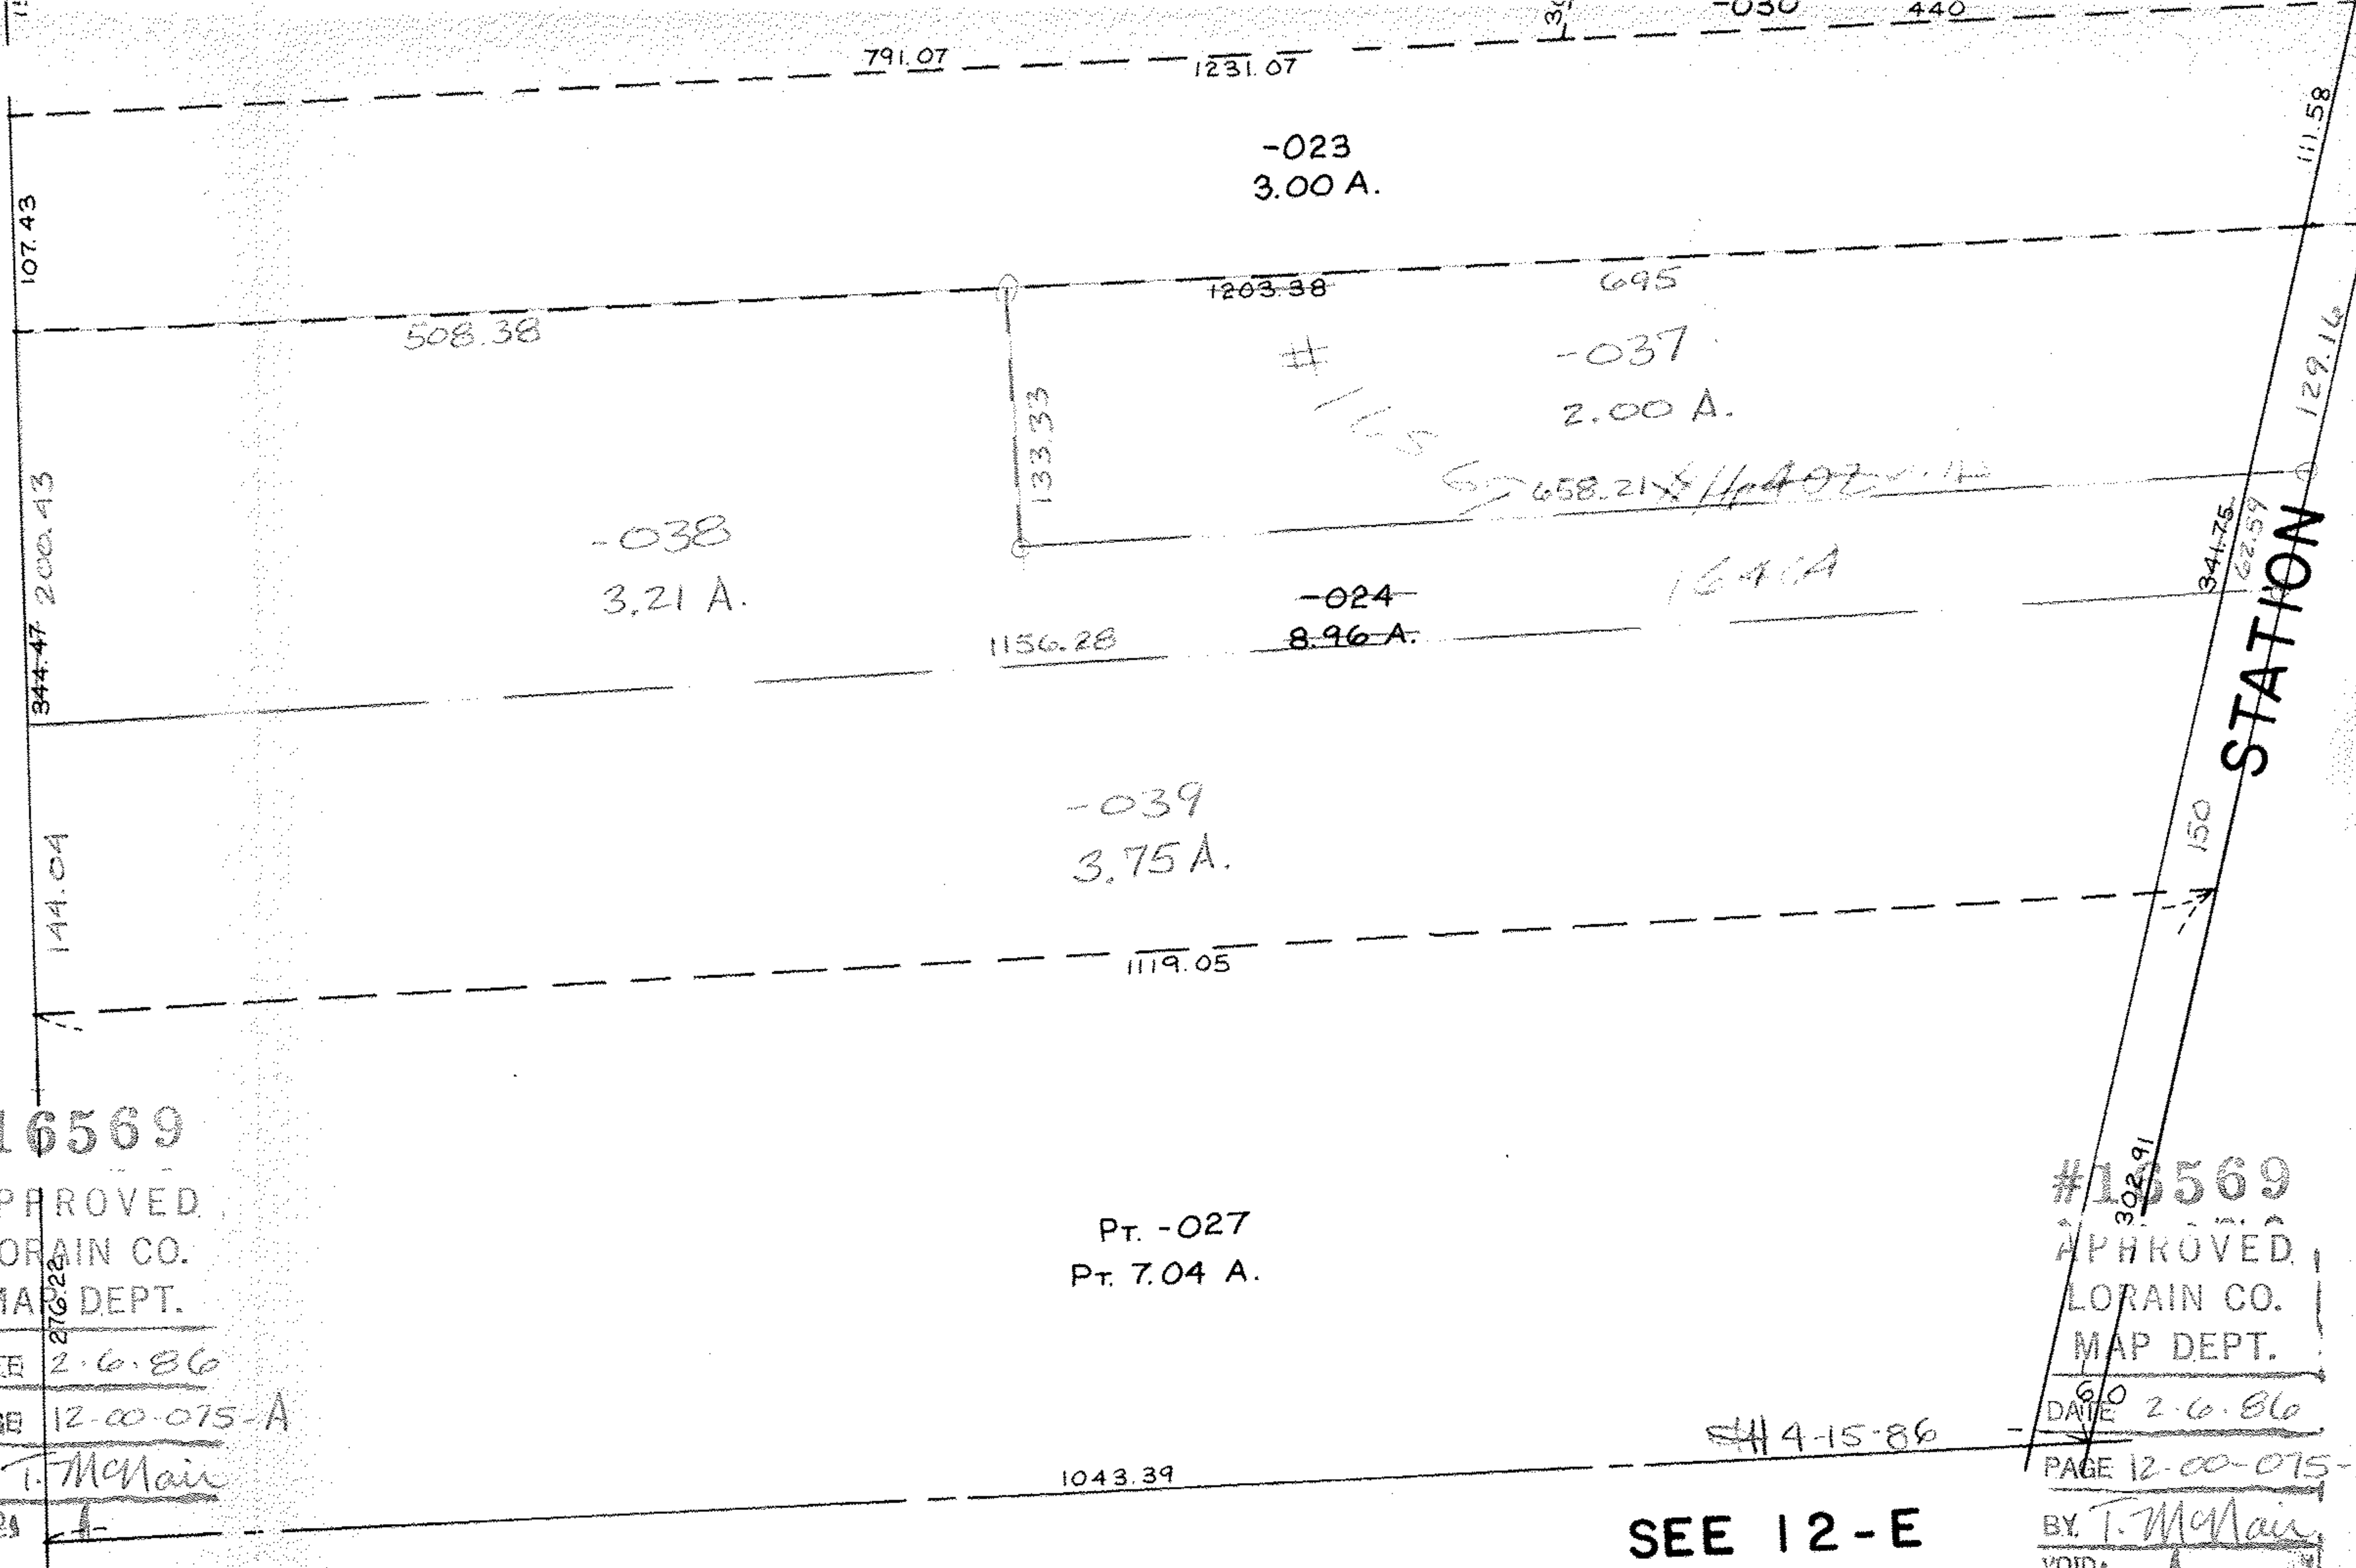 -030
440
791.07
1231.07
111.58
-023
3.00 A.
107.43
1203.38
695
508.38
-037
2.00 A.
129.16
133.33
658.21
200.43
344.47
-038
3.21 A.
341.75
62.59
STATION
-024
8.96 A.
1156.28
-039
3.75 A.
150
144.04
1119.05
302.91
Pt. -027
Pt. 7.04 A.
276.22
16569
PPROVED
ORAIN CO.
MAP DEPT.
2·6·86
12-00-075-A
T. McNair
#16569
APPROVED
LORAIN CO.
MAP DEPT.
60
DATE 2·6·86
PAGE 12-00-075-
BY. T. McNair
VOID:
4-15-86
1043.39
SEE 12-E